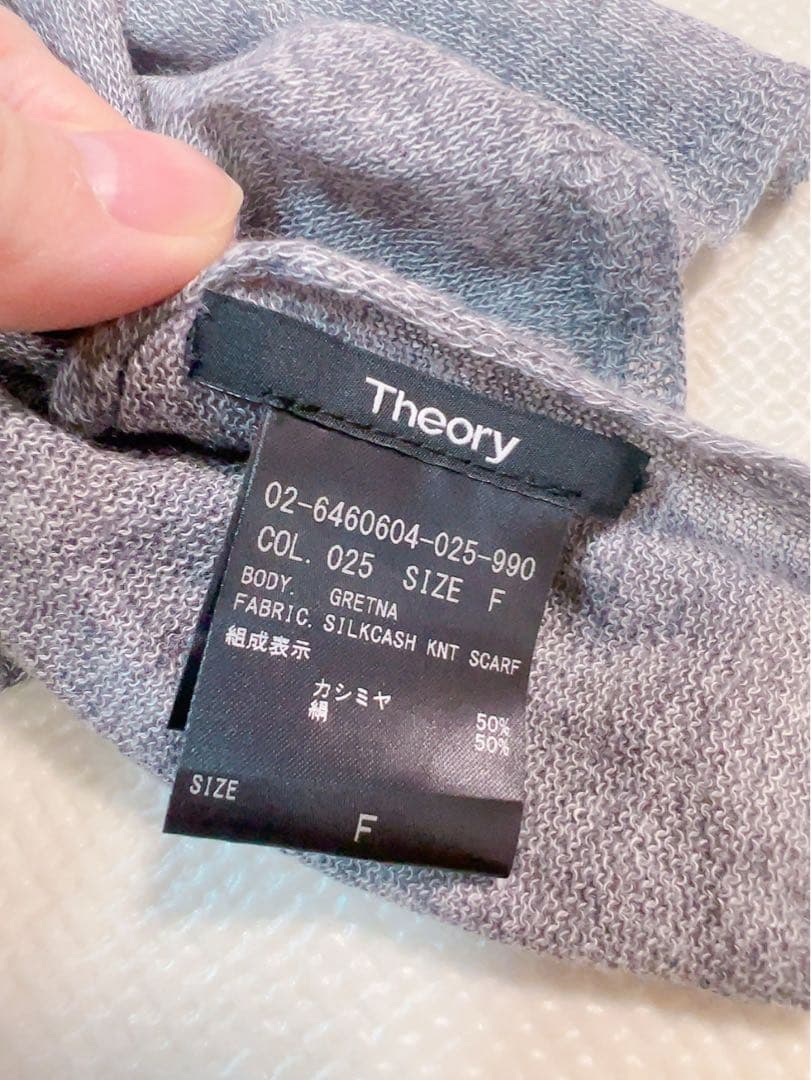 Theory
02-6460604-025-990
COL. 025 SIZE F
BODY. GRETNA
FABRIC. SILKCASH KNT SCARF
組成表示
カシミヤ 50%
絹 50%
SIZE
F